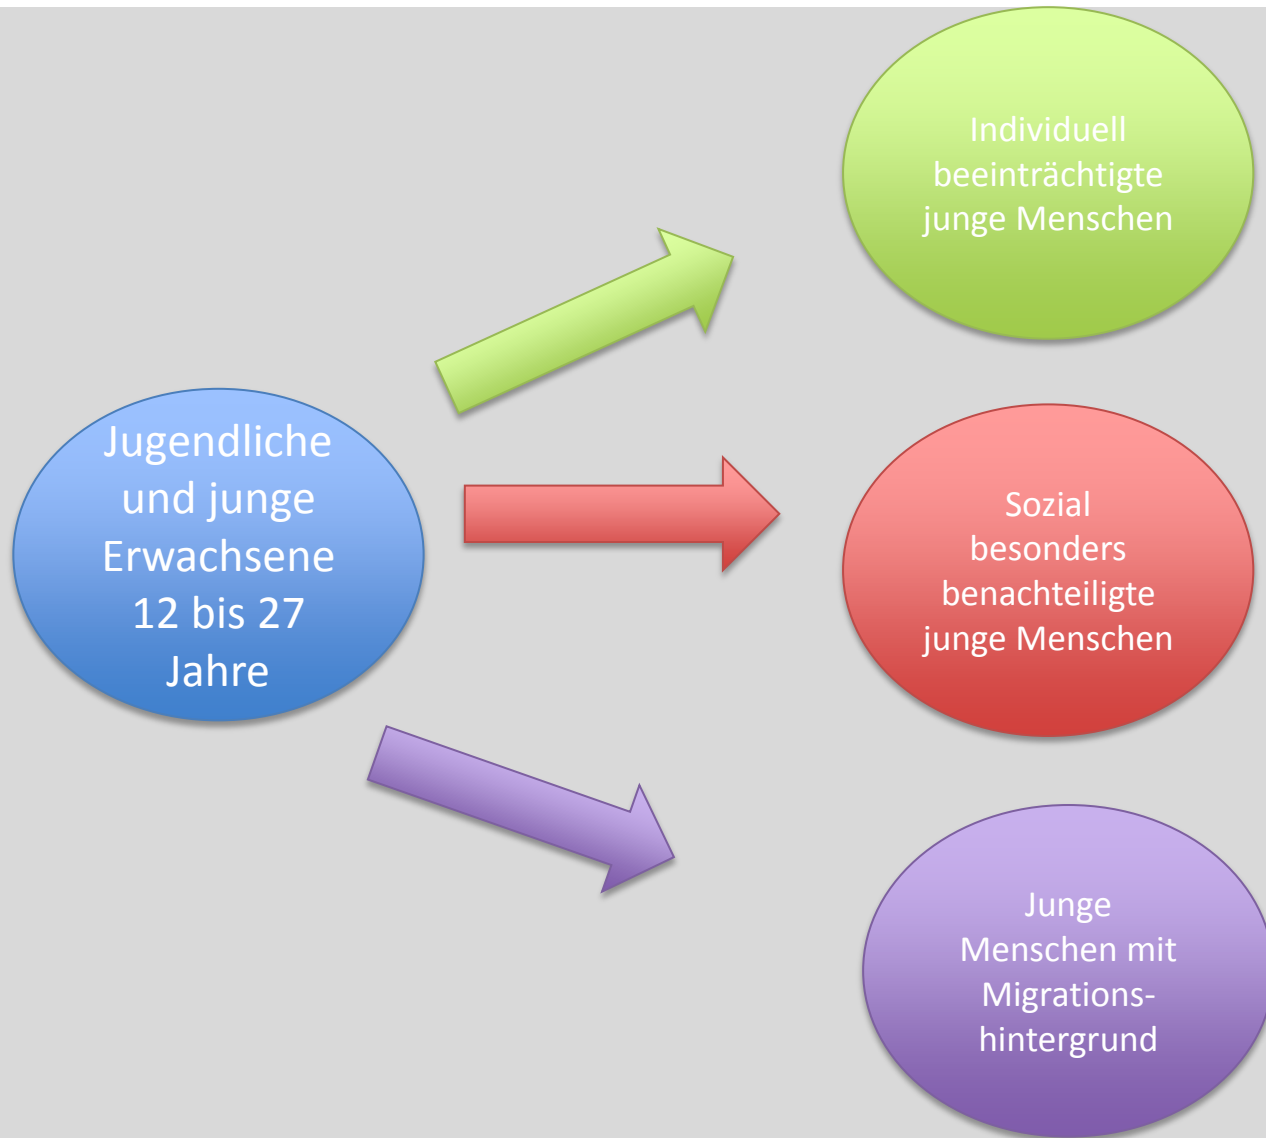 Individuell
beeinträchtigte
junge Menschen
Jugendliche
und junge
Erwachsene
12 bis 27
Jahre
Sozial
besonders
benachteiligte
junge Menschen
Junge
Menschen mit
Migrations-
hintergrund